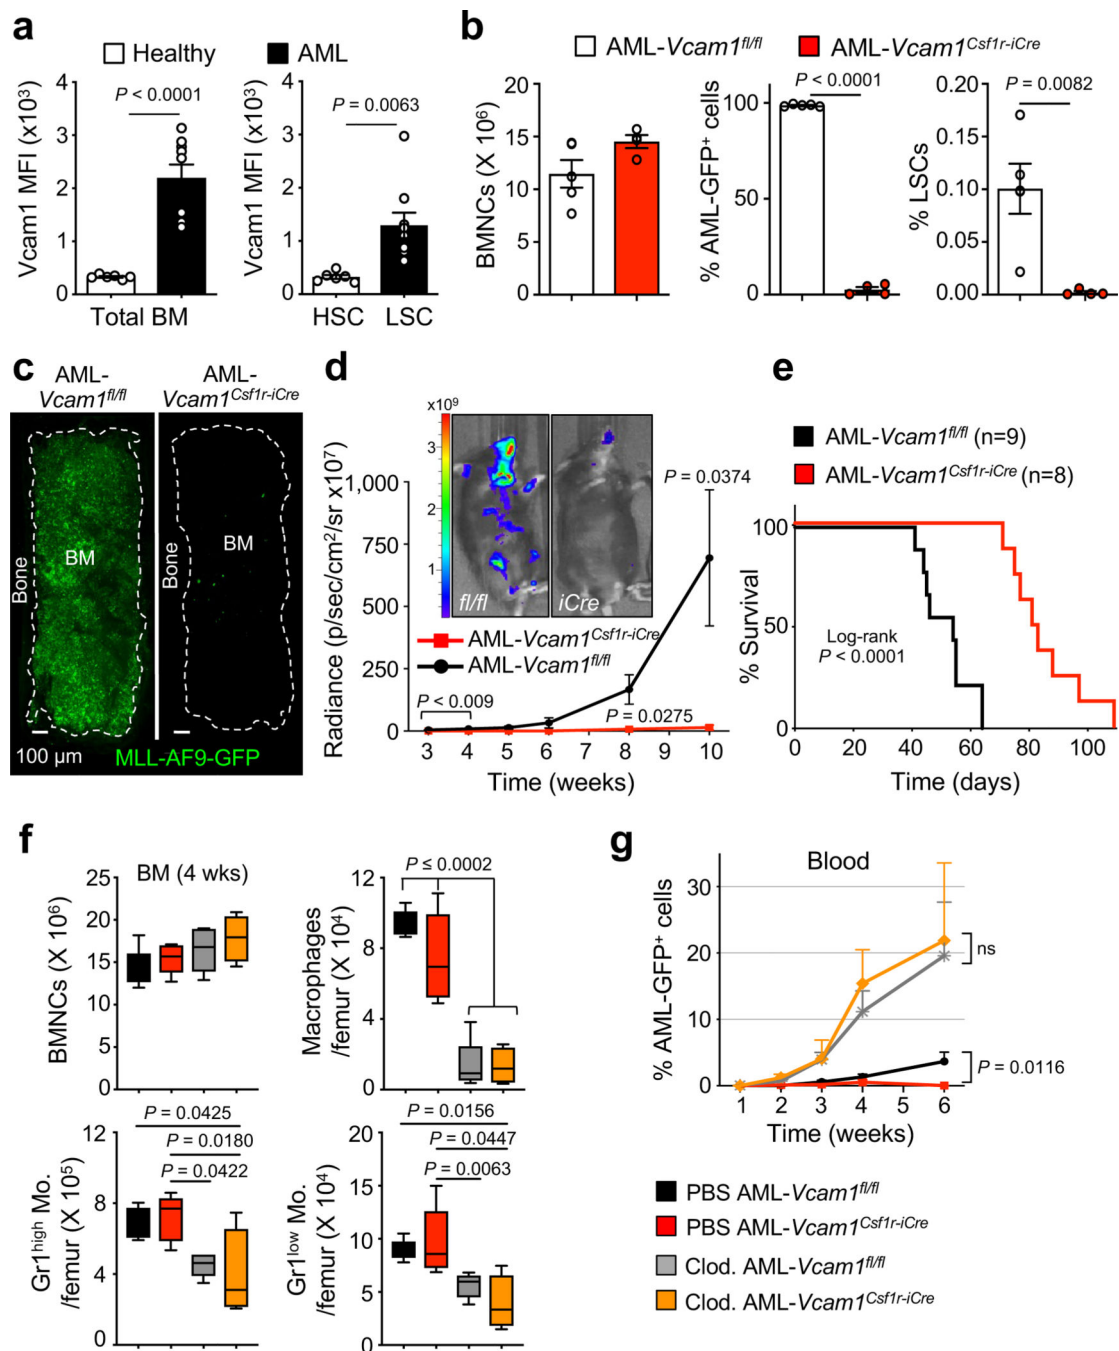 a
Healthy
AML
Vcam1 MFI (x10³)
4
3
2
1
0
P < 0.0001
Total BM
Vcam1 MFI (x10³)
4
3
2
1
0
P = 0.0063
HSC
LSC
b
AML-Vcam1fl/fl
AML-Vcam1Csf1r-iCre
BMNCs (X 10⁶)
20
15
10
5
0
% AML-GFP⁺ cells
100
50
0
P < 0.0001
% LSCs
0.20
0.15
0.10
0.05
0.00
P = 0.0082
c
AML-
Vcam1fl/fl
AML-
Vcam1Csf1r-iCre
Bone
BM
Bone
BM
100 µm
MLL-AF9-GFP
d
x10⁹
3
2
1
fl/fl
iCre
Radiance (p/sec/cm²/sr x10⁷)
1,000
750
500
250
0
P = 0.0374
AML-Vcam1Csf1r-iCre
AML-Vcam1fl/fl
P < 0.009
P = 0.0275
3 4 5 6 8 10
Time (weeks)
e
AML-Vcam1fl/fl (n=9)
AML-Vcam1Csf1r-iCre (n=8)
% Survival
100
50
0
Log-rank
P < 0.0001
0 20 40 60 80 100
Time (days)
f
BM (4 wks)
BMNCs (X 10⁶)
25
20
15
10
5
0
Macrophages
/femur (X 10⁴)
12
8
4
0
P ≤ 0.0002
Gr1high Mo.
/femur (X 10⁵)
12
8
4
0
P = 0.0425
P = 0.0180
P = 0.0422
Gr1low Mo.
/femur (X 10⁴)
20
15
10
5
0
P = 0.0156
P = 0.0447
P = 0.0063
g
Blood
% AML-GFP⁺ cells
30
20
10
0
ns
P = 0.0116
1 2 3 4 5 6
Time (weeks)
PBS AML-Vcam1fl/fl
PBS AML-Vcam1Csf1r-iCre
Clod. AML-Vcam1fl/fl
Clod. AML-Vcam1Csf1r-iCre